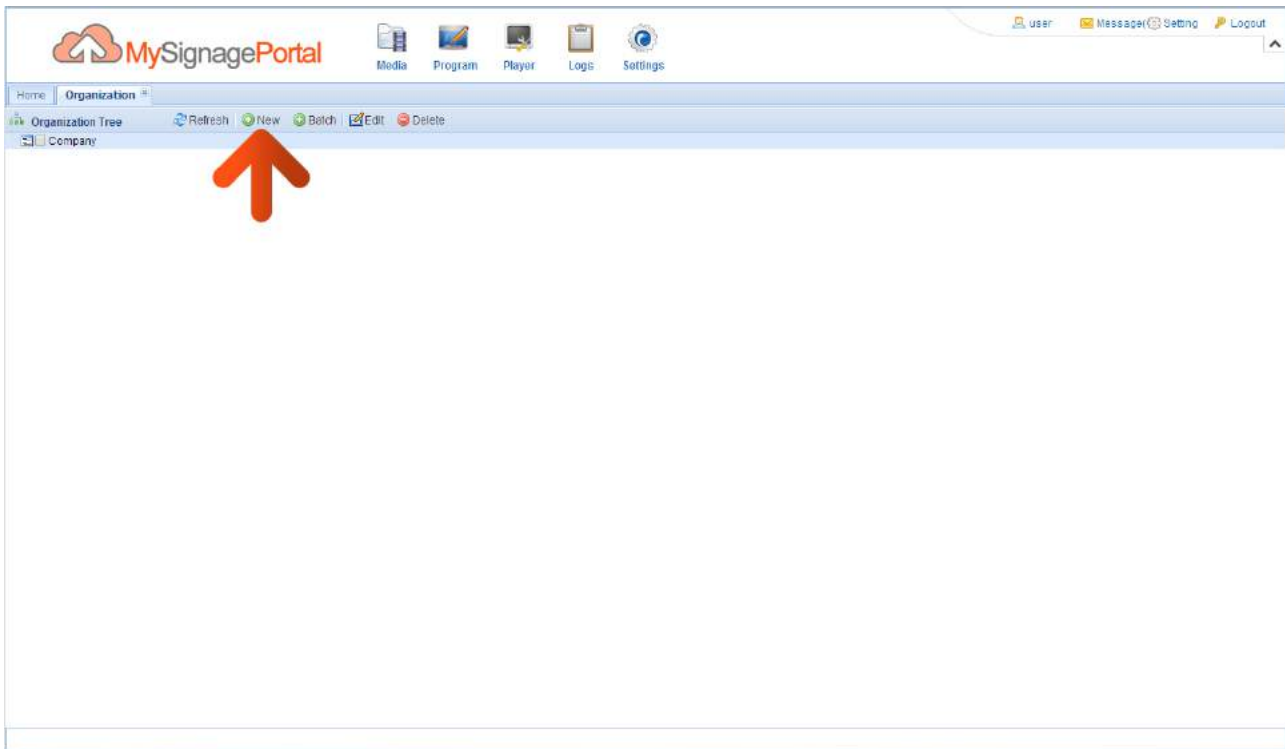 user Message( Setting Logout
MySignagePortal
Media Program Player Logs Settings
Home Organization
Organization Tree Refresh New Batch Edit Delete
Company